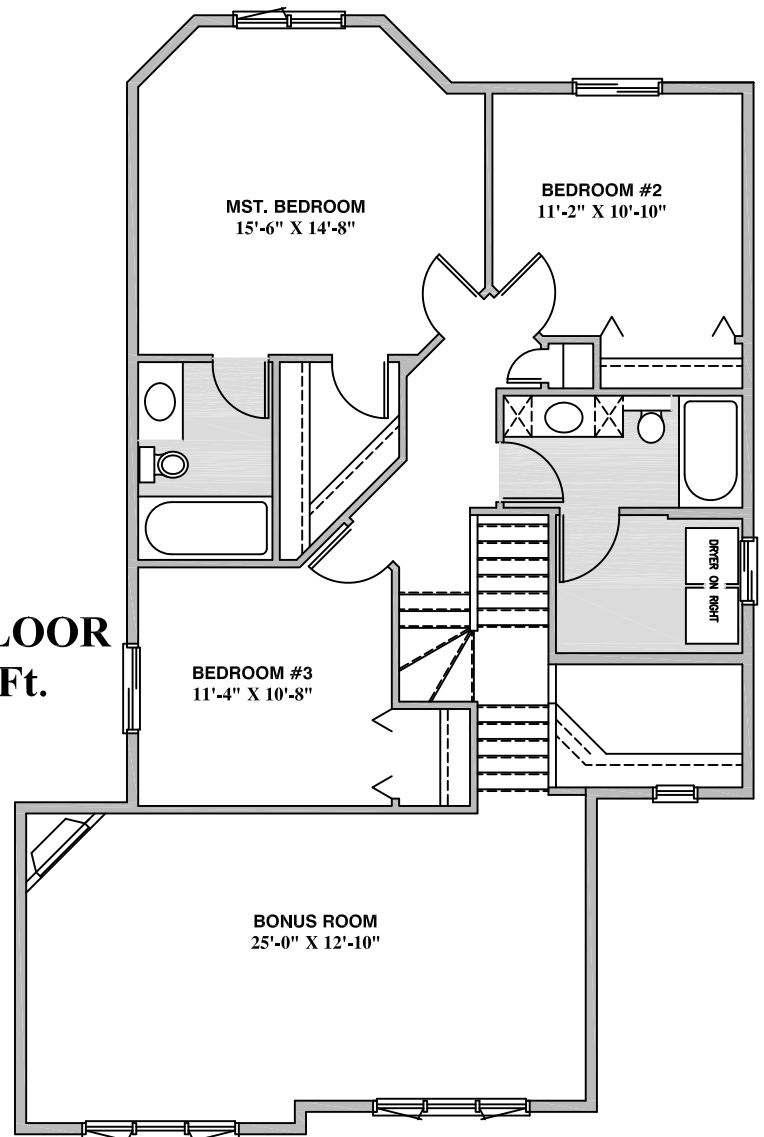 MST. BEDROOM
15'-6" X 14'-8"
BEDROOM #2
11'-2" X 10'-10"
DRYER ON RIGHT
LOOR
Ft.
BEDROOM #3
11'-4" X 10'-8"
BONUS ROOM
25'-0" X 12'-10"